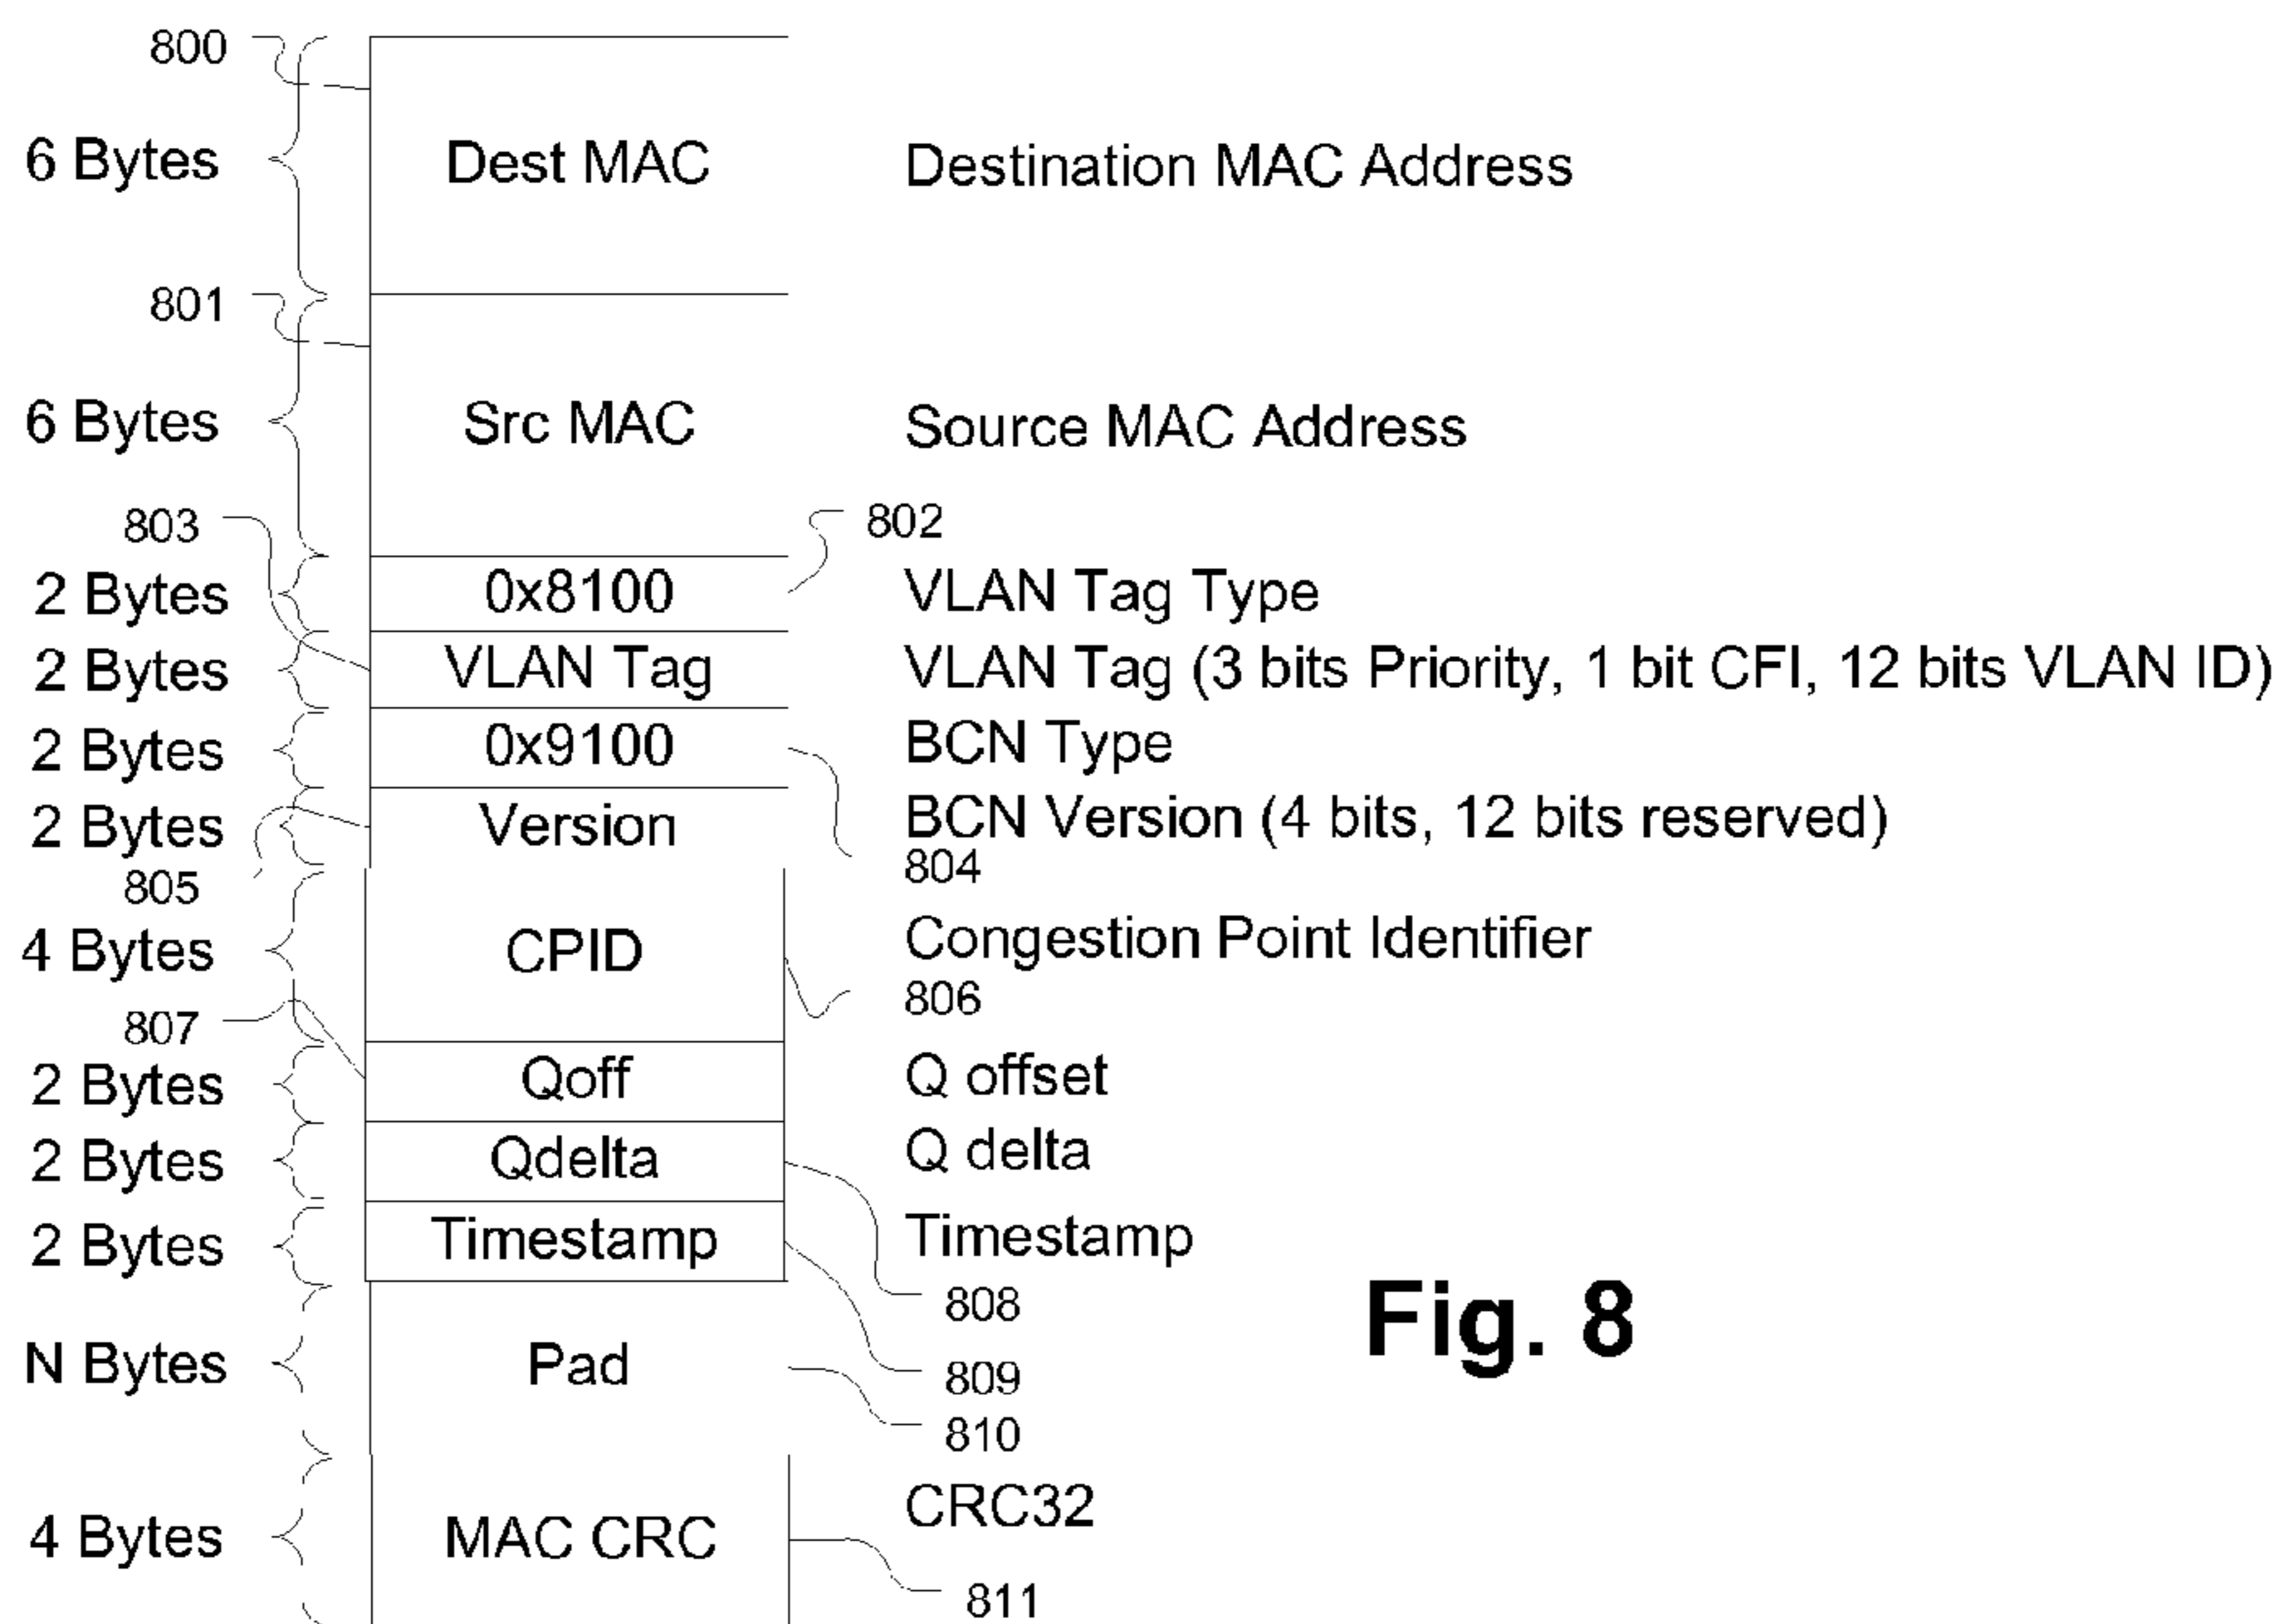 800
6 Bytes Dest MAC Destination MAC Address
801
6 Bytes Src MAC Source MAC Address
803 802
2 Bytes 0x8100 VLAN Tag Type
2 Bytes VLAN Tag VLAN Tag (3 bits Priority, 1 bit CFI, 12 bits VLAN ID)
2 Bytes 0x9100 BCN Type
2 Bytes Version BCN Version (4 bits, 12 bits reserved)
805 804
4 Bytes CPID Congestion Point Identifier
807 806
2 Bytes Qoff Q offset
2 Bytes Qdelta Q delta
2 Bytes Timestamp Timestamp
808
Fig. 8
N Bytes Pad 809
810
4 Bytes MAC CRC CRC32
811